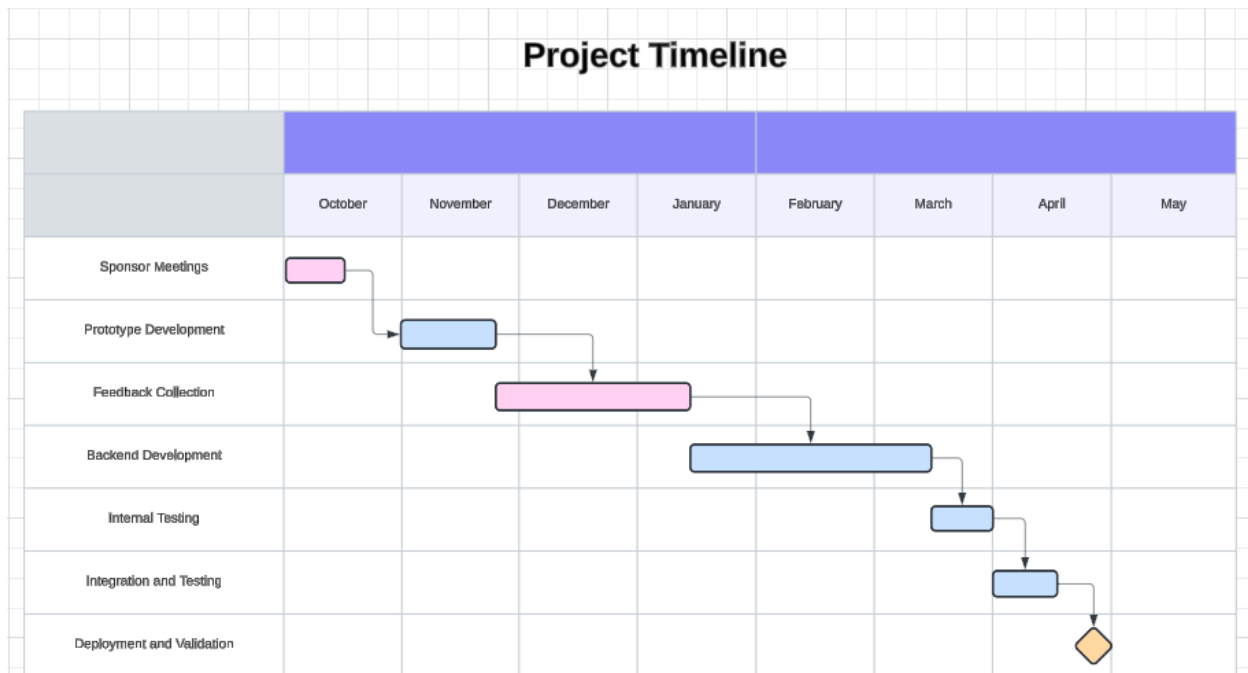 Project Timeline
October November December January February March April May
Sponsor Meetings
Prototype Development
Feedback Collection
Backend Development
Internal Testing
Integration and Testing
Deployment and Validation